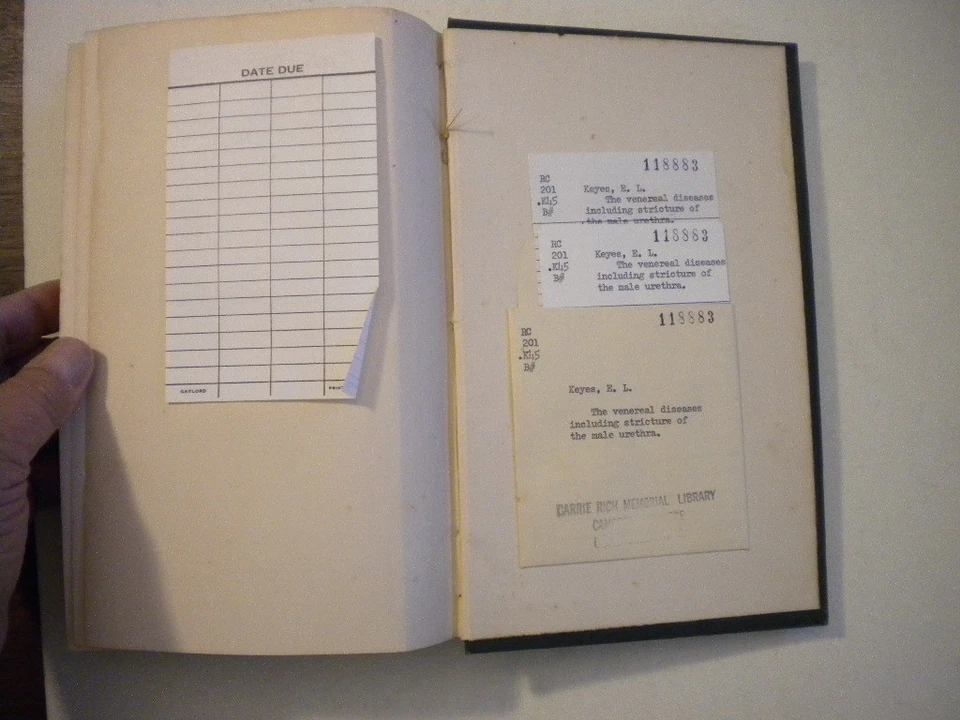 DATE DUE
GAYLORD
118883
RC
201
.K45
B#
Keyes, E. L.
The venereal diseases
including stricture of
the male urethra.
118883
RC
201
.K45
B#
Keyes, E. L.
The venereal diseases
including stricture of
the male urethra.
118883
RC
201
.K45
B#
Keyes, E. L.
The venereal diseases
including stricture of
the male urethra.
CARRIE RICH MEMORIAL LIBRARY